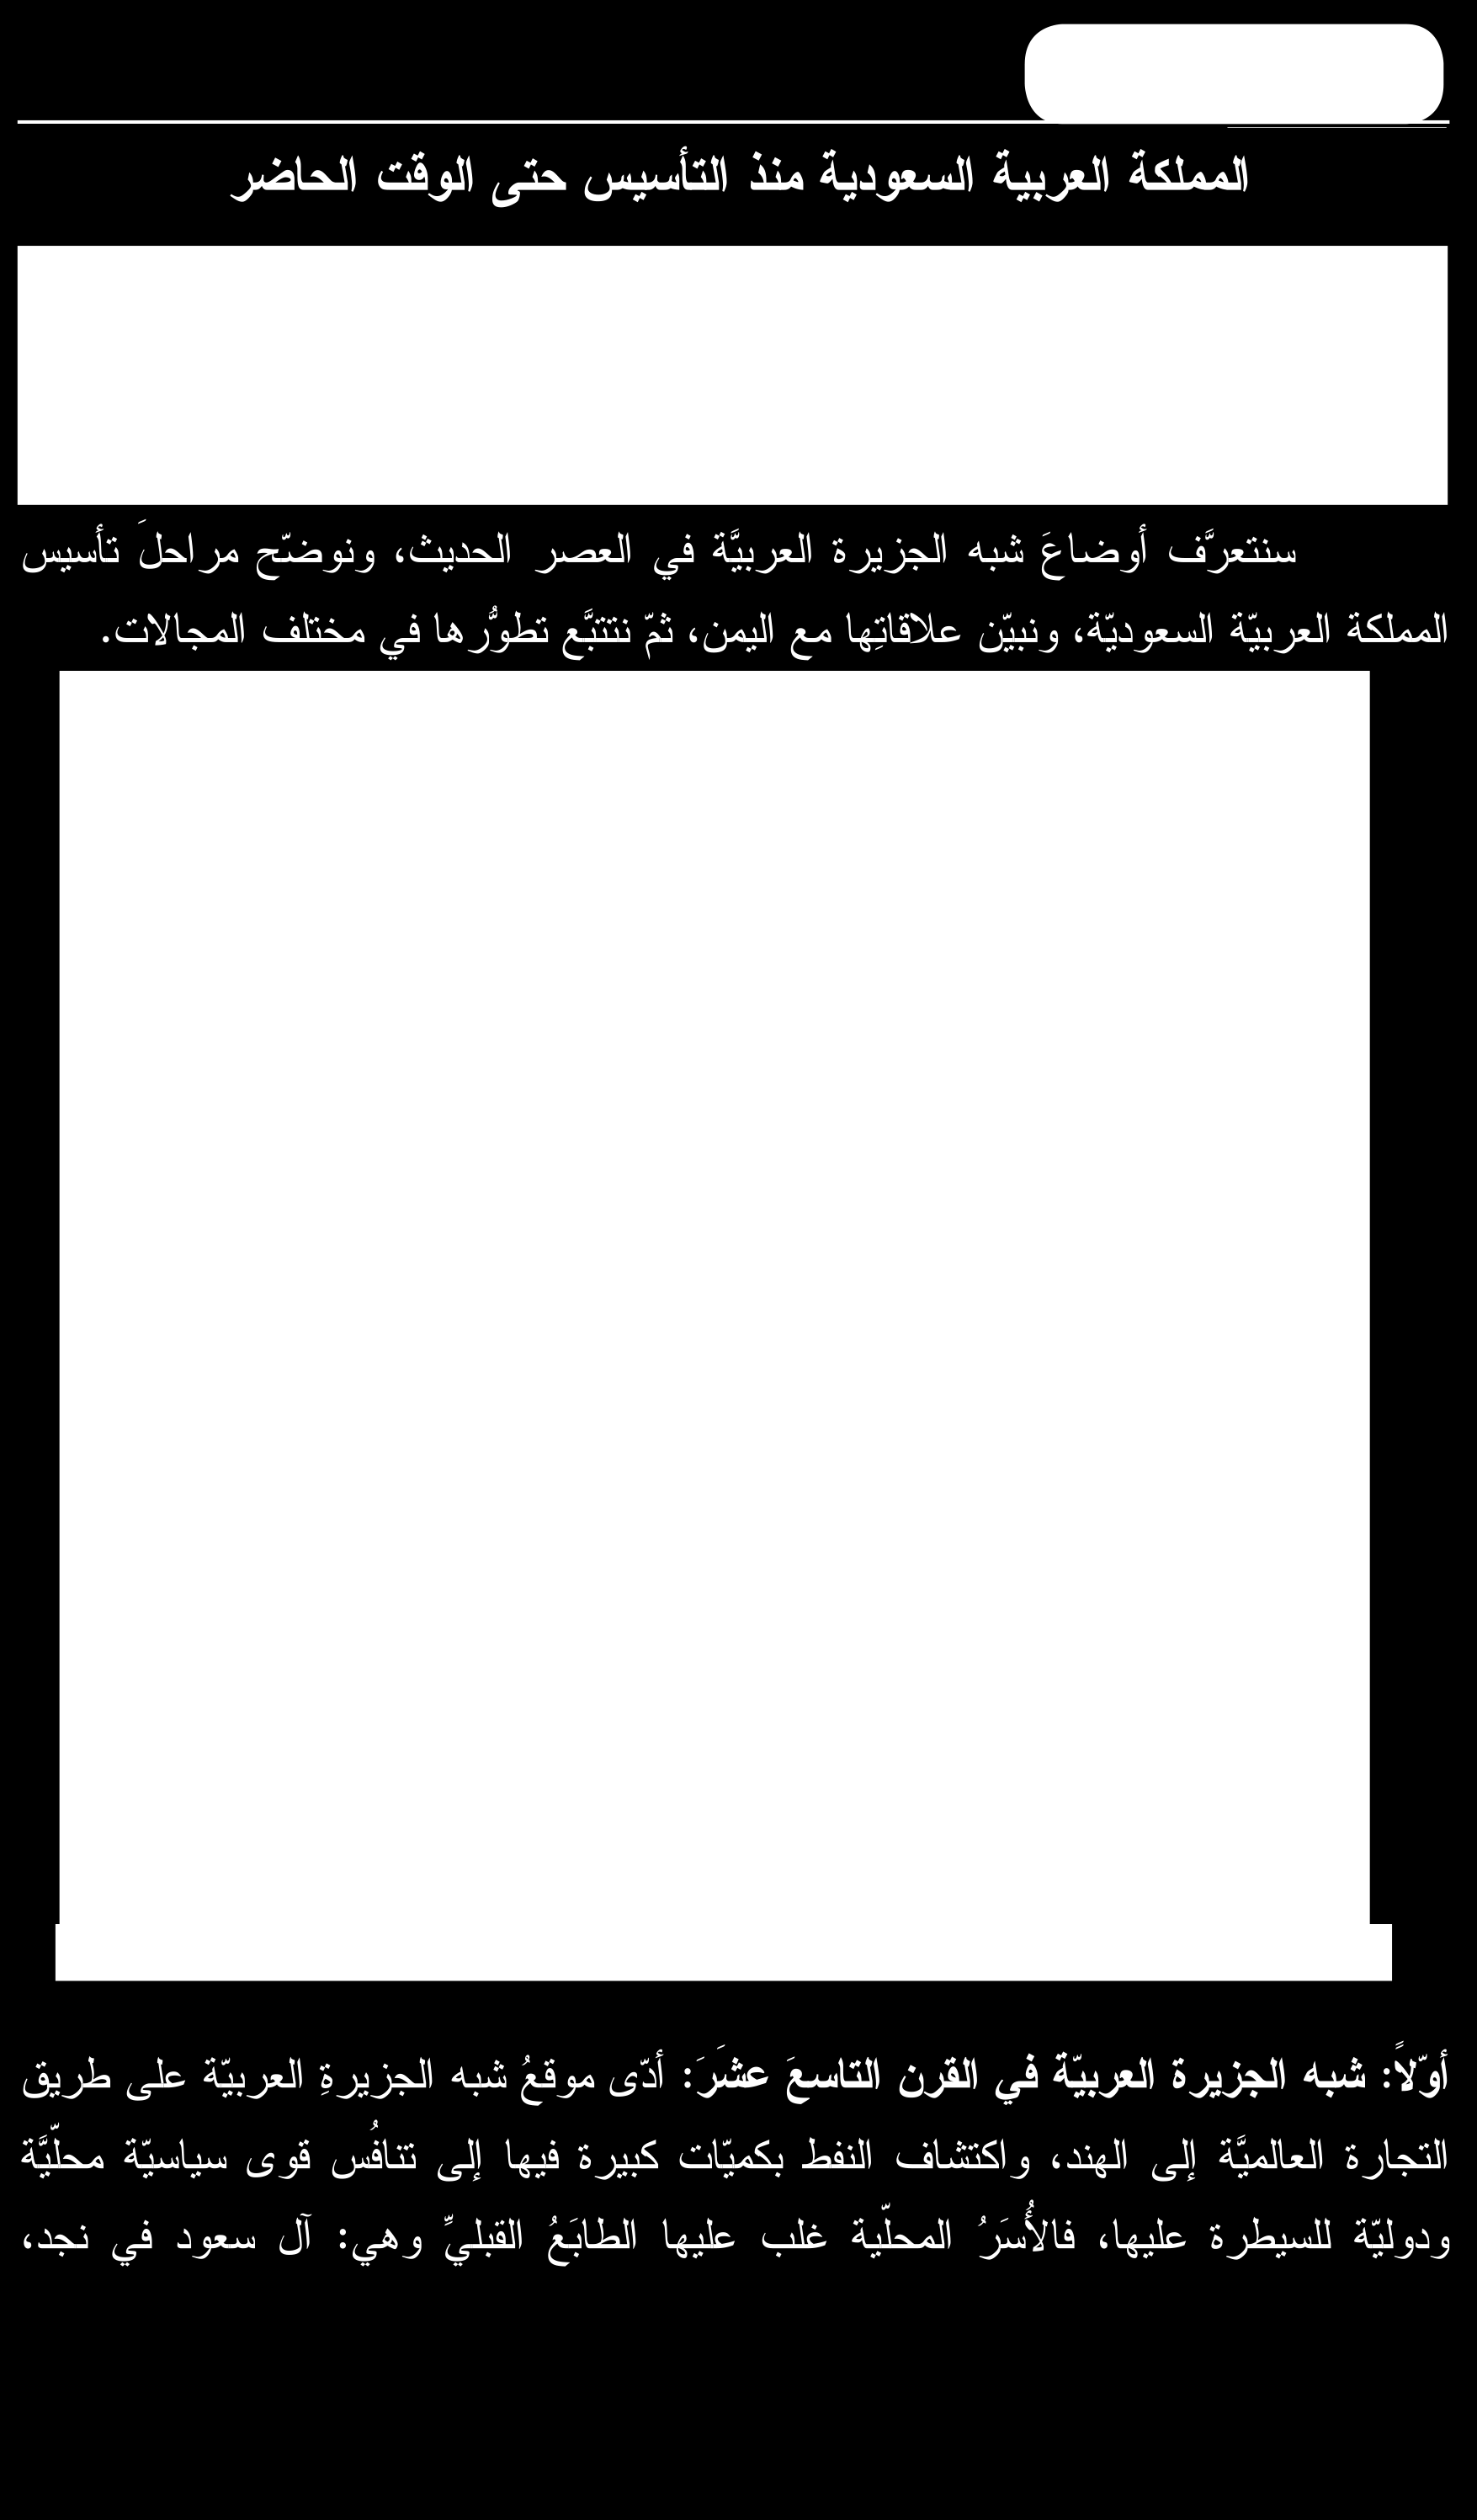 المملكة العربية السعودية منذ التأسيس حتى الوقت الحاضر
سنتعرَّف أوضاعَ شبه الجزيرة العربيَّة في العصر الحديث، ونوضّح مراحلَ تأسيس
المملكة العربيّة السعوديّة، ونبيّن علاقاتِها مع اليمن، ثمّ نتتبَّع تطوُّرها في مختلف المجالات.
أوّلاً: شبه الجزيرة العربيّة في القرن التاسعَ عشَرَ: أدّى موقعُ شبه الجزيرةِ العربيّة على طريق
التجارة العالميَّة إلى الهند، واكتشاف النفط بكميّات كبيرة فيها إلى تنافُس قوى سياسيّة محلّيَّة
ودوليّة للسيطرة عليها، فالأُسَرُ المحلّية غلب عليها الطابَعُ القبليَّ وهي: آل سعود في نجد،